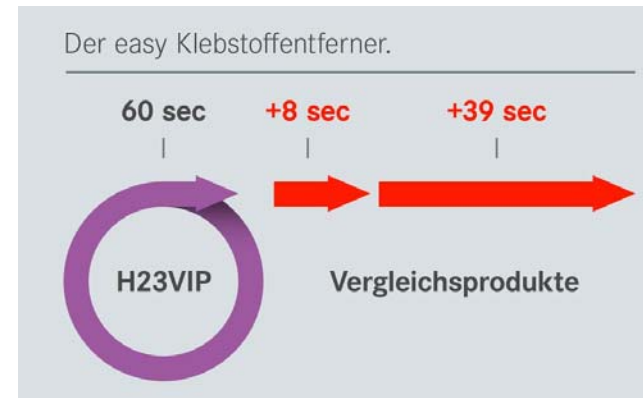 Der easy Klebstoffentferner.
60 sec +8 sec +39 sec
H23VIP Vergleichsprodukte